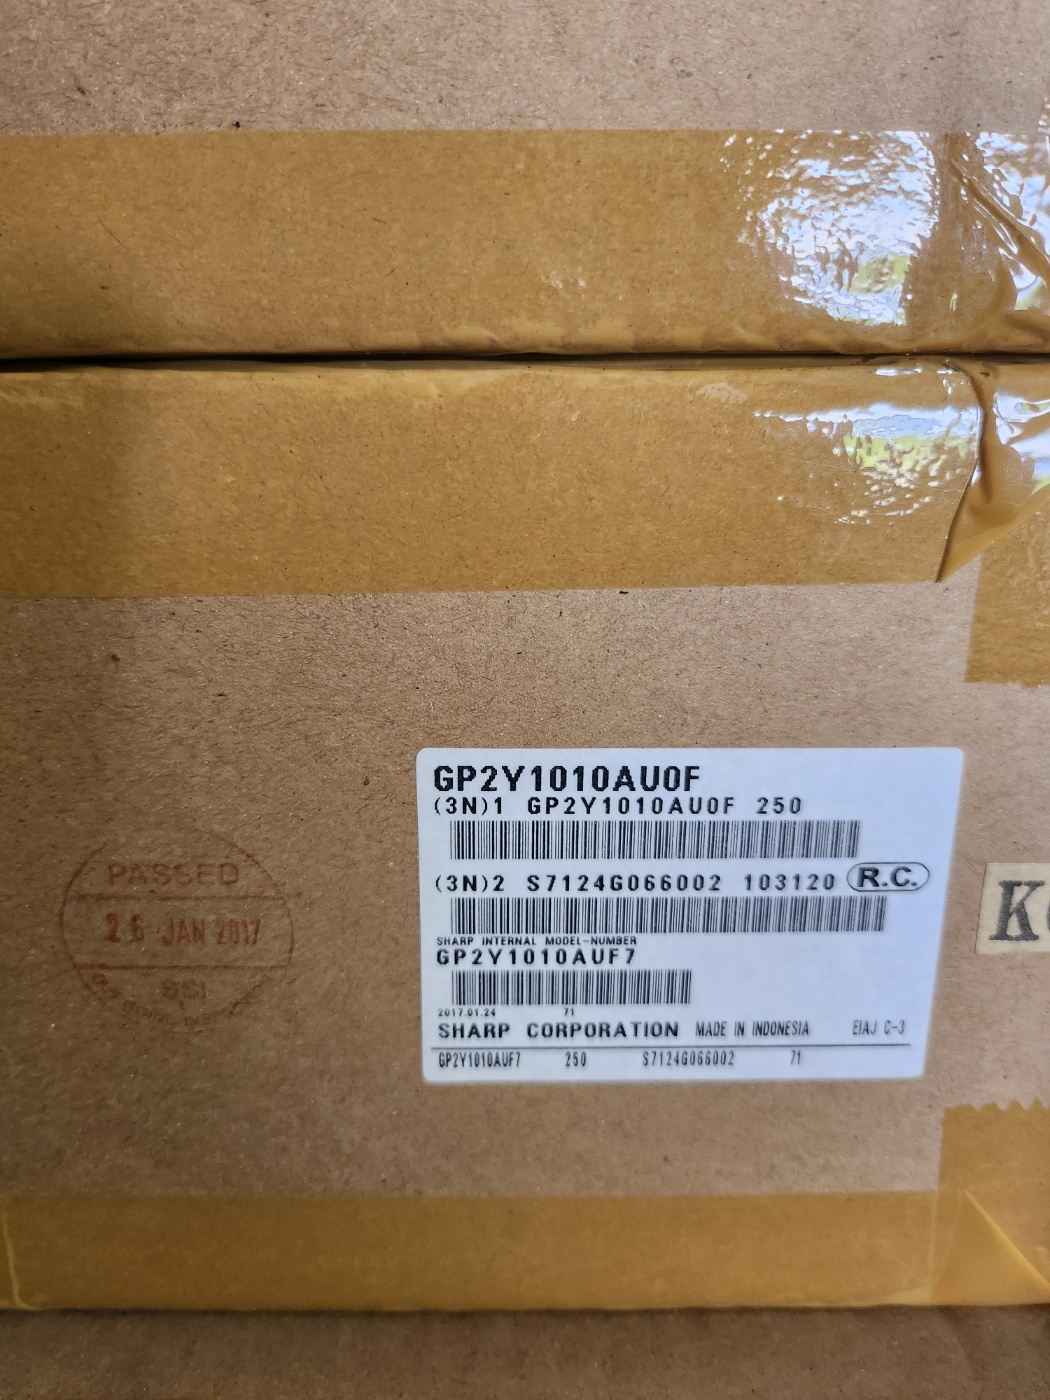 GP2Y1010AU0F
(3N)1 GP2Y1010AU0F 250
(3N)2 S7124G066002 103120 R.C.
SHARP INTERNAL MODEL-NUMBER
GP2Y1010AUF7
2017.01.24 71
SHARP CORPORATION MADE IN INDONESIA EIAJ C-3
GP2Y1010AUF7 250 S7124G066002 71
PASSED
26 JAN 2017
SSI
K